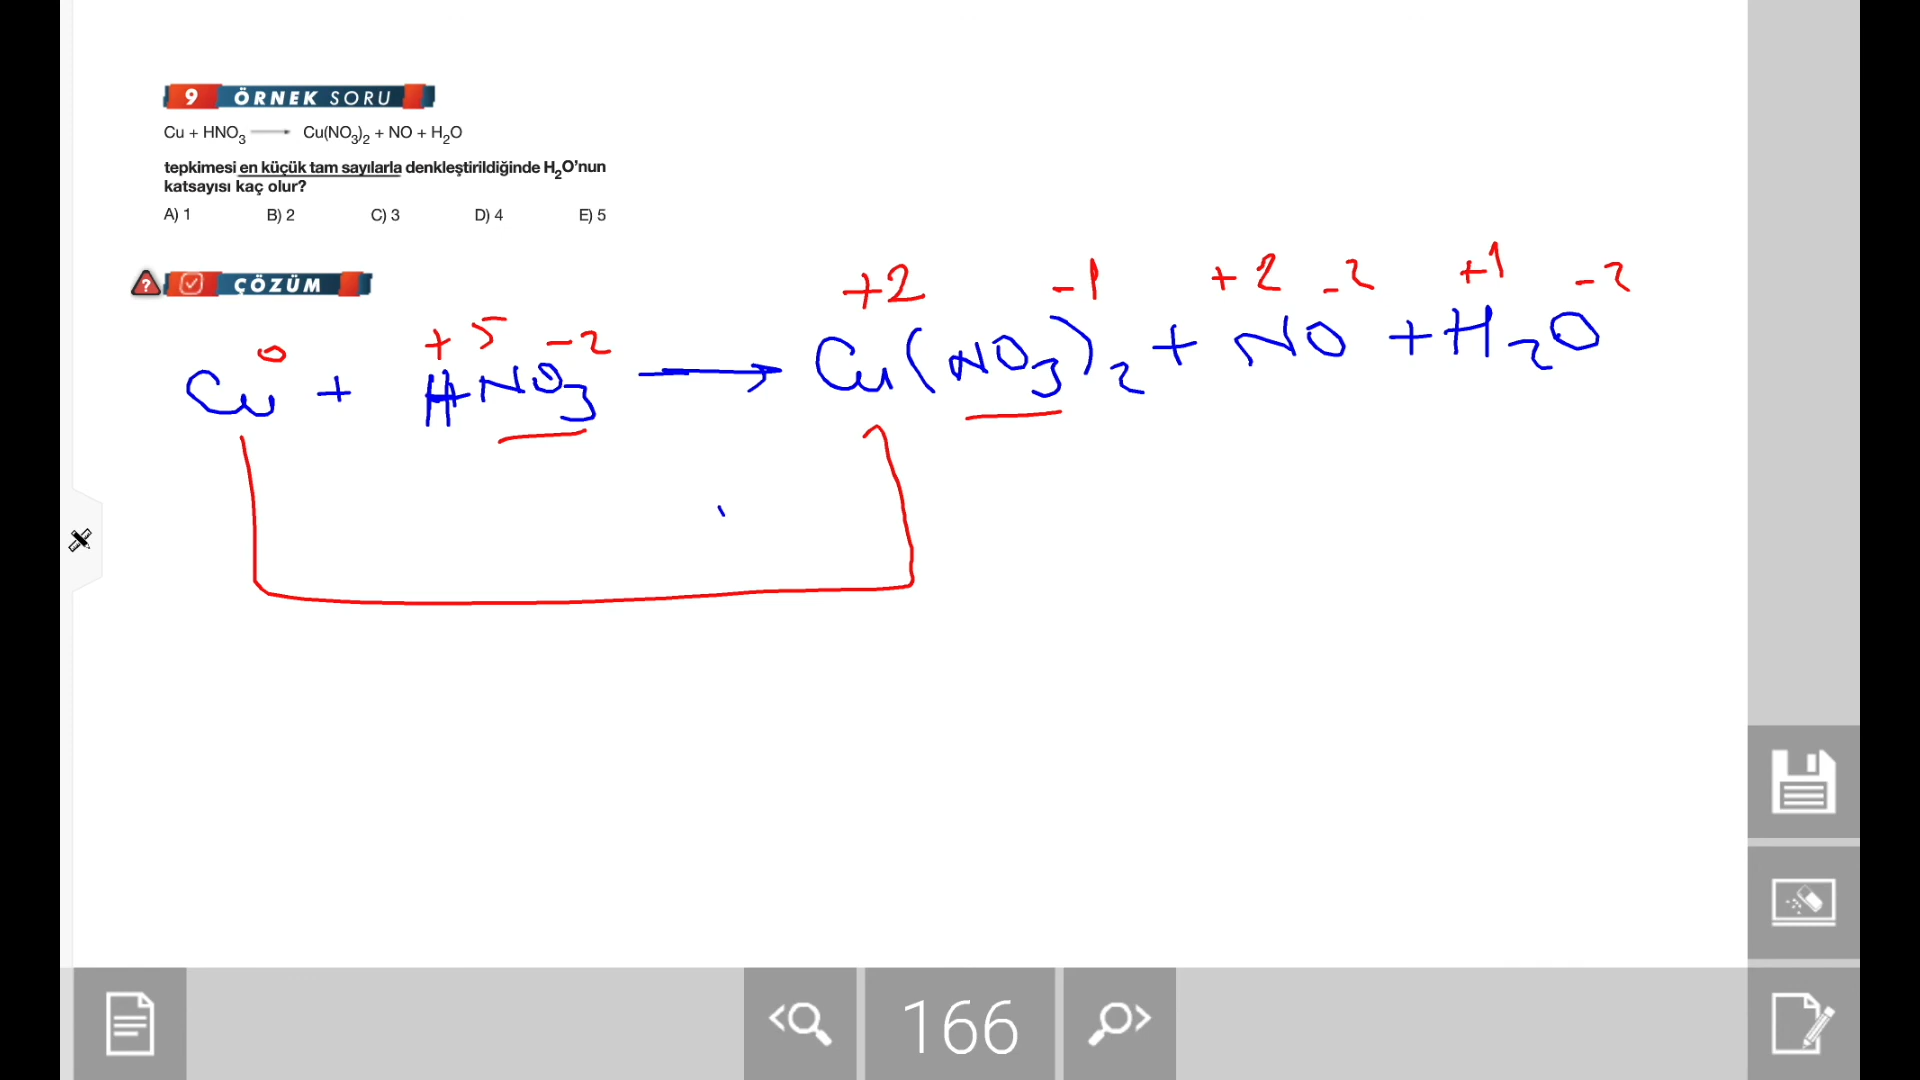 9 ÖRNEK SORU
Cu + HNO₃ ⟶ Cu(NO₃)₂ + NO + H₂O
tepkimesi en küçük tam sayılarla denkleştirildiğinde H₂O'nun
katsayısı kaç olur?
A) 1 B) 2 C) 3 D) 4 E) 5
? ÇÖZÜM
0 +5 -2 +2 -1 +2 -2 +1 -2
Cu + HNO₃ ⟶ Cu(NO₃)₂ + NO + H₂O
166